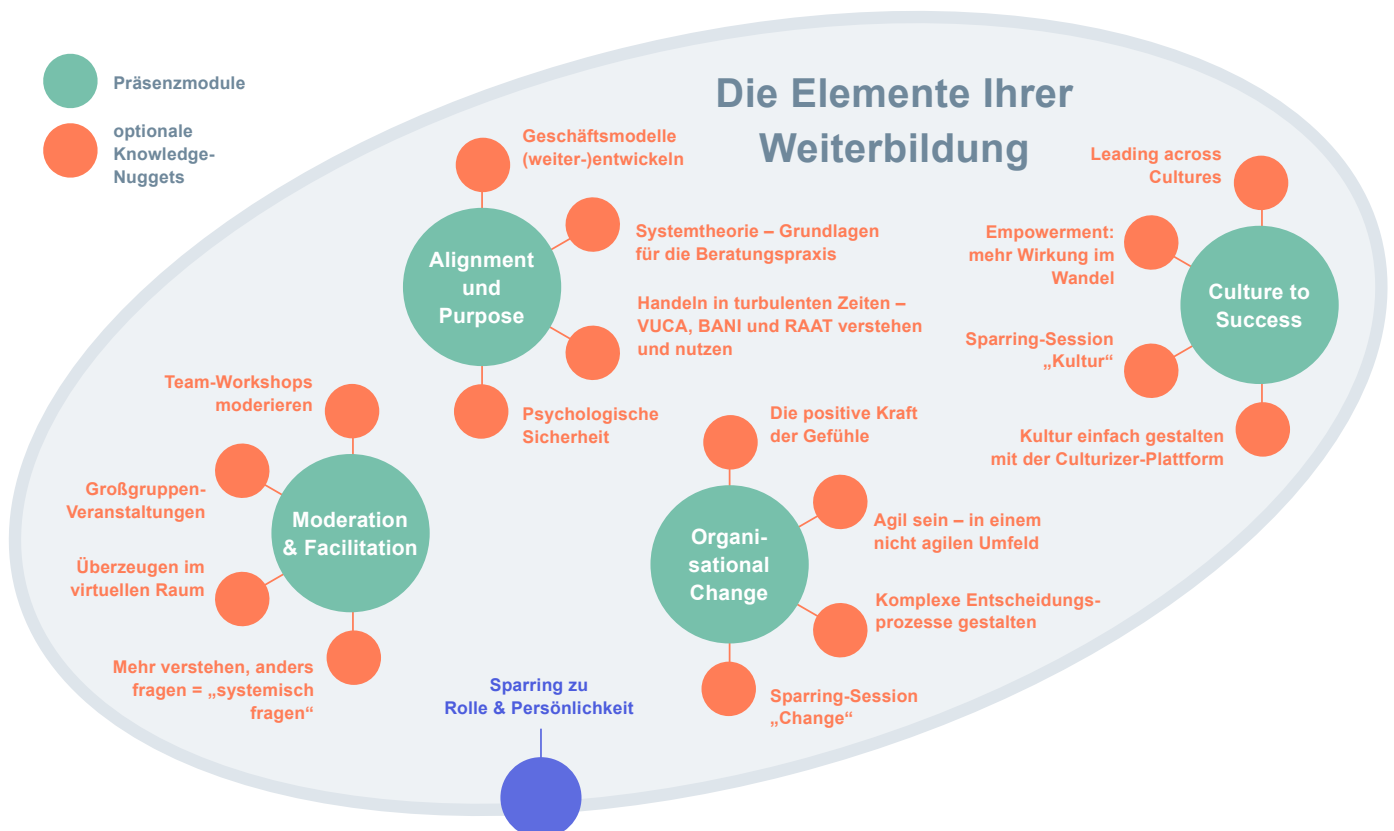 Präsenzmodule
optionale
Knowledge-
Nuggets
Die Elemente Ihrer
Weiterbildung
Geschäftsmodelle
(weiter-)entwickeln
Systemtheorie – Grundlagen
für die Beratungspraxis
Alignment
und
Purpose
Handeln in turbulenten Zeiten –
VUCA, BANI und RAAT verstehen
und nutzen
Psychologische
Sicherheit
Leading across
Cultures
Empowerment:
mehr Wirkung im
Wandel
Culture to
Success
Sparring-Session
„Kultur“
Kultur einfach gestalten
mit der Culturizer-Plattform
Team-Workshops
moderieren
Großgruppen-
Veranstaltungen
Moderation
& Facilitation
Überzeugen im
virtuellen Raum
Mehr verstehen, anders
fragen = „systemisch
fragen“
Die positive Kraft
der Gefühle
Agil sein – in einem
nicht agilen Umfeld
Organi-
sational
Change
Komplexe Entscheidungs-
prozesse gestalten
Sparring-Session
„Change“
Sparring zu
Rolle & Persönlichkeit